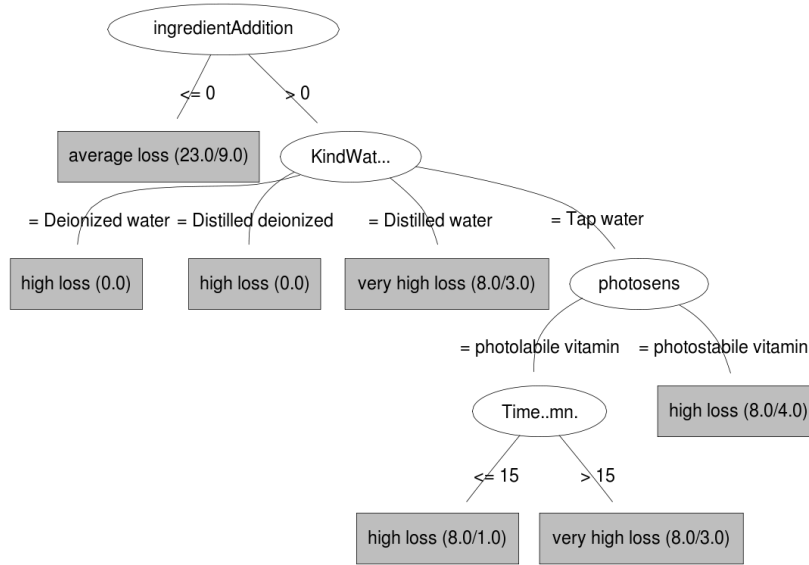 ingredientAddition
<= 0
> 0
average loss (23.0/9.0)
KindWat...
= Deionized water
= Distilled deionized
= Distilled water
= Tap water
high loss (0.0)
high loss (0.0)
very high loss (8.0/3.0)
photosens
= photolabile vitamin
= photostabile vitamin
Time..mn.
high loss (8.0/4.0)
<= 15
> 15
high loss (8.0/1.0)
very high loss (8.0/3.0)